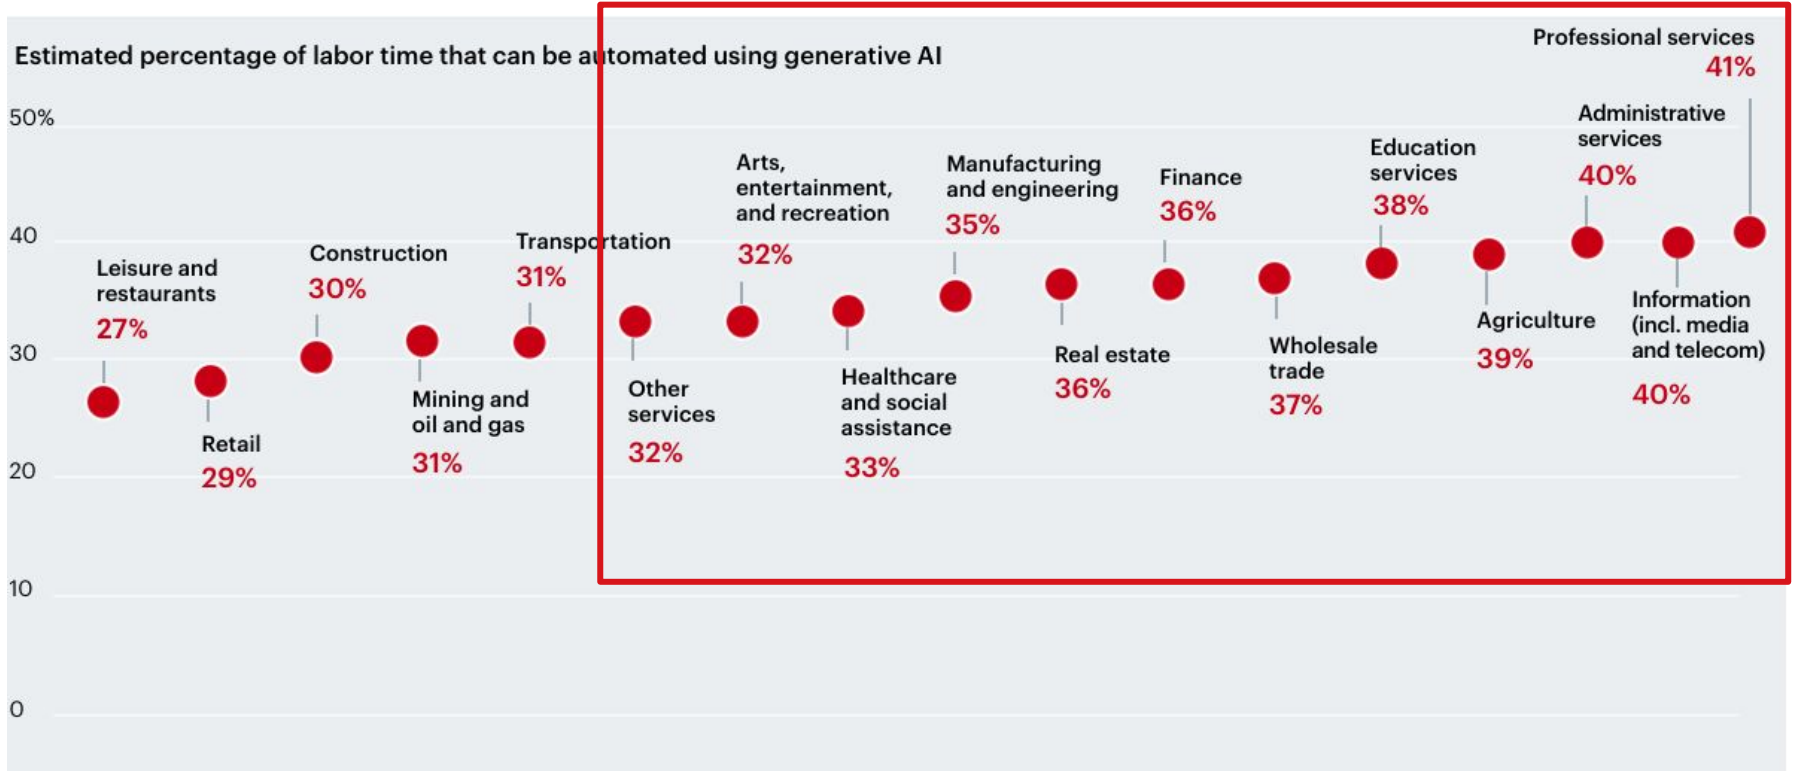 Estimated percentage of labor time that can be automated using generative AI
50%
40
30
20
10
0
Leisure and
restaurants
27%
Retail
29%
Construction
30%
Mining and
oil and gas
31%
Transportation
31%
Other
services
32%
Arts,
entertainment,
and recreation
32%
Healthcare
and social
assistance
33%
Manufacturing
and engineering
35%
Real estate
36%
Finance
36%
Wholesale
trade
37%
Education
services
38%
Agriculture
39%
Administrative
services
40%
Information
(incl. media
and telecom)
40%
Professional services
41%